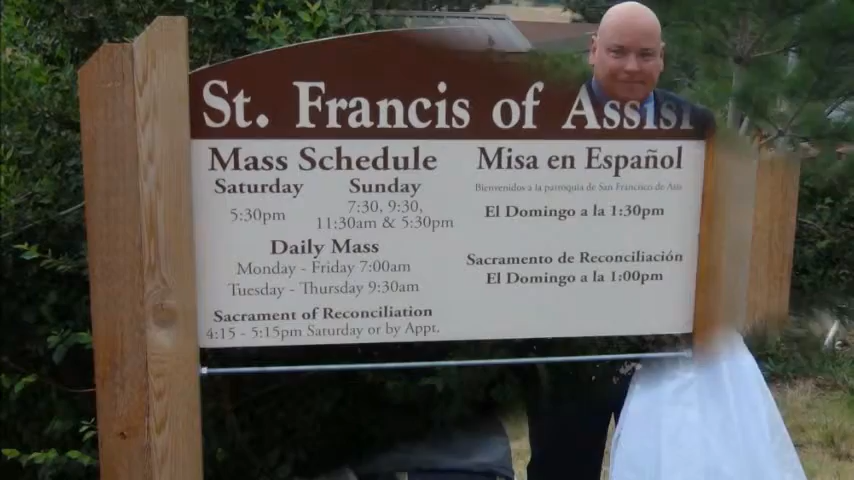 St. Francis of Assisi
Mass Schedule
Saturday
5:30pm
Sunday
7:30, 9:30,
11:30am & 5:30pm
Daily Mass
Monday - Friday 7:00am
Tuesday - Thursday 9:30am
Sacrament of Reconciliation
4:15 - 5:15pm Saturday or by Appt.
Misa en Español
Bienvenidos a la parroquia de San Francisco de Asis
El Domingo a la 1:30pm
Sacramento de Reconciliación
El Domingo a la 1:00pm